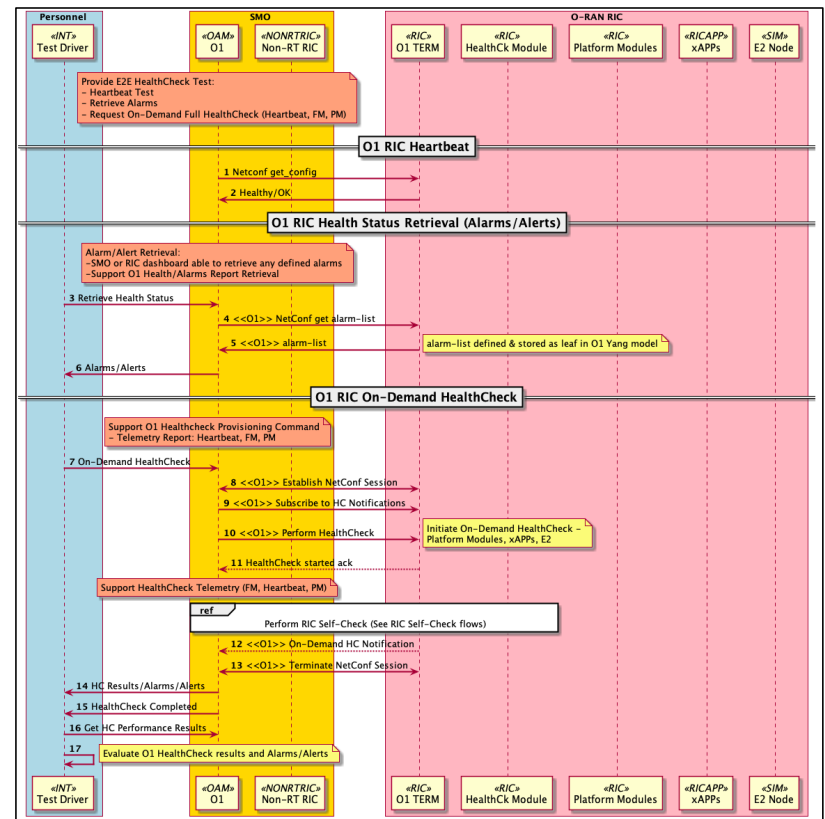 Personnel
SMO
O-RAN RIC
«INT»
Test Driver
«OAM»
O1
«NONRTRIC»
Non-RT RIC
«RIC»
O1 TERM
«RIC»
HealthCk Module
«RIC»
Platform Modules
«RICAPP»
xAPPs
«SIM»
E2 Node
Provide E2E HealthCheck Test:
- Heartbeat Test
- Retrieve Alarms
- Request On-Demand Full HealthCheck (Heartbeat, FM, PM)
O1 RIC Heartbeat
1 Netconf get_config
2 Healthy/OK
O1 RIC Health Status Retrieval (Alarms/Alerts)
Alarm/Alert Retrieval:
-SMO or RIC dashboard able to retrieve any defined alarms
-Support O1 Health/Alarms Report Retrieval
3 Retrieve Health Status
4 <<O1>> NetConf get alarm-list
5 <<O1>> alarm-list
alarm-list defined & stored as leaf in O1 Yang model
6 Alarms/Alerts
O1 RIC On-Demand HealthCheck
Support O1 Healthcheck Provisioning Command
- Telemetry Report: Heartbeat, FM, PM
7 On-Demand HealthCheck
8 <<O1>> Establish NetConf Session
9 <<O1>> Subscribe to HC Notifications
10 <<O1>> Perform HealthCheck
Initiate On-Demand HealthCheck -
Platform Modules, xAPPs, E2
11 HealthCheck started ack
Support HealthCheck Telemetry (FM, Heartbeat, PM)
ref
Perform RIC Self-Check (See RIC Self-Check flows)
12 <<O1>> On-Demand HC Notification
13 <<O1>> Terminate NetConf Session
14 HC Results/Alarms/Alerts
15 HealthCheck Completed
16 Get HC Performance Results
17
Evaluate O1 HealthCheck results and Alarms/Alerts
«INT»
Test Driver
«OAM»
O1
«NONRTRIC»
Non-RT RIC
«RIC»
O1 TERM
«RIC»
HealthCk Module
«RIC»
Platform Modules
«RICAPP»
xAPPs
«SIM»
E2 Node